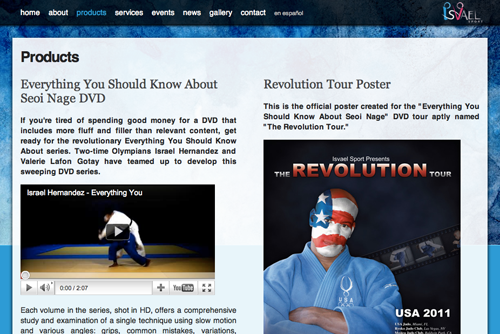 home about products services events news gallery contact en español
ISVAEL
SPORT
Products
Everything You Should Know About
Seoi Nage DVD
If you're tired of spending good money for a DVD that
includes more fluff and filler than relevant content, get
ready for the revolutionary Everything You Should Know
About series. Two-time Olympians Israel Hernandez and
Valerie Lafon Gotay have teamed up to develop this
sweeping DVD series.
Israel Hernandez - Everything You
0:00 / 2:07
YouTube
Each volume in the series, shot in HD, offers a comprehensive
study and examination of a single technique using slow motion
and various angles: grips, common mistakes, variations,
Revolution Tour Poster
This is the official poster created for the "Everything You
Should Know About Seoi Nage" DVD tour aptly named
"The Revolution Tour."
Isvael Sport Presents
THE REVOLUTION TOUR
USA 2011